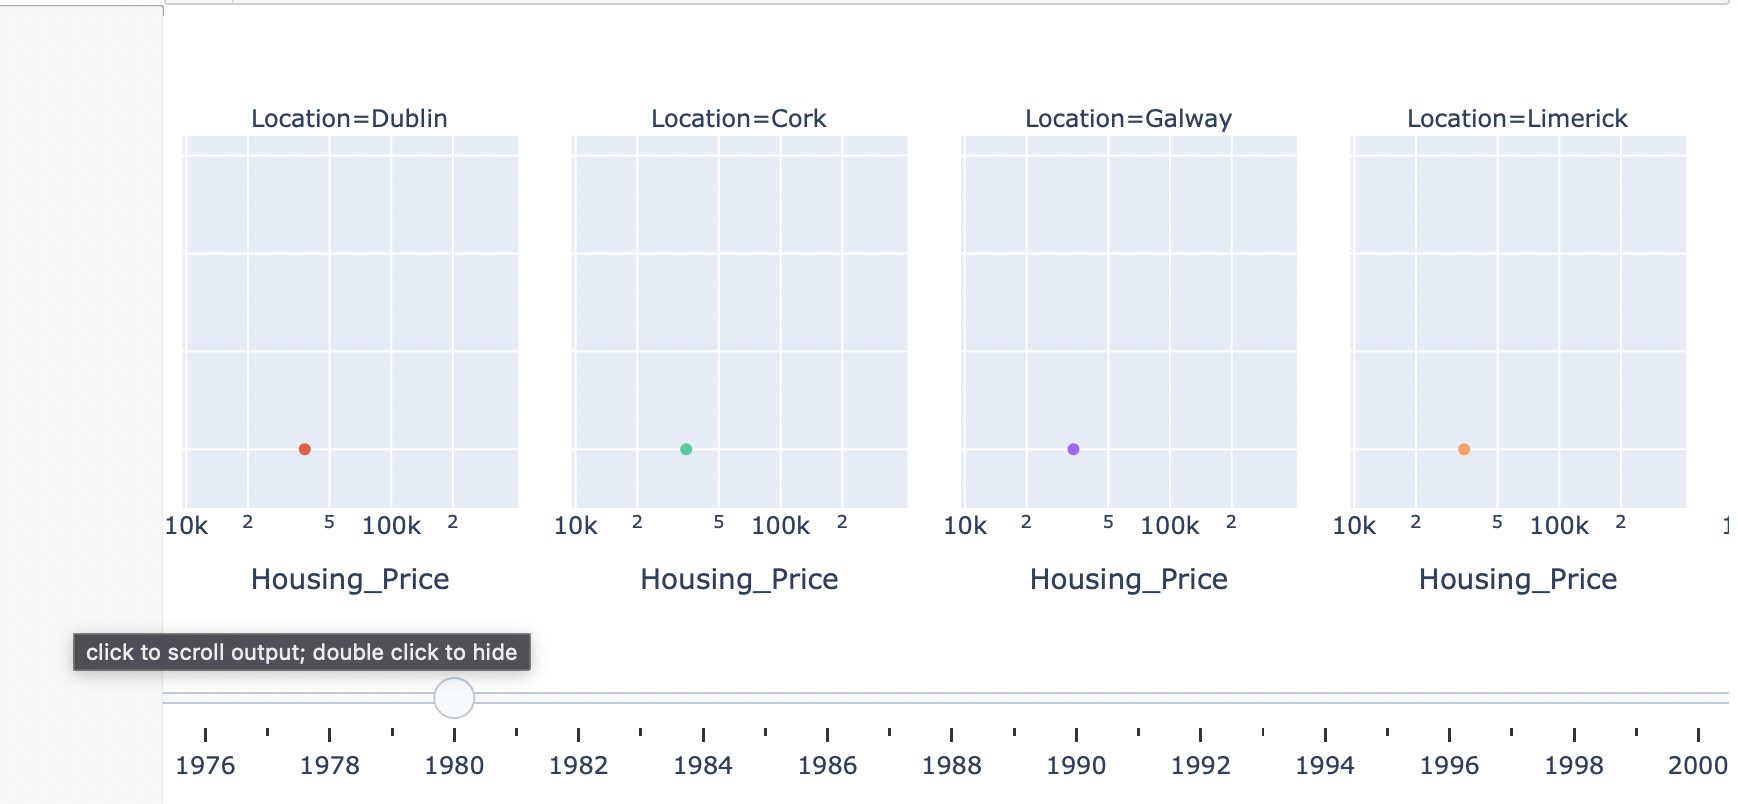 Location=Dublin Location=Cork Location=Galway Location=Limerick
10k 2 5 100k 2 10k 2 5 100k 2 10k 2 5 100k 2 10k 2 5 100k 2
Housing_Price Housing_Price Housing_Price Housing_Price
click to scroll output; double click to hide
1976 1978 1980 1982 1984 1986 1988 1990 1992 1994 1996 1998 2000